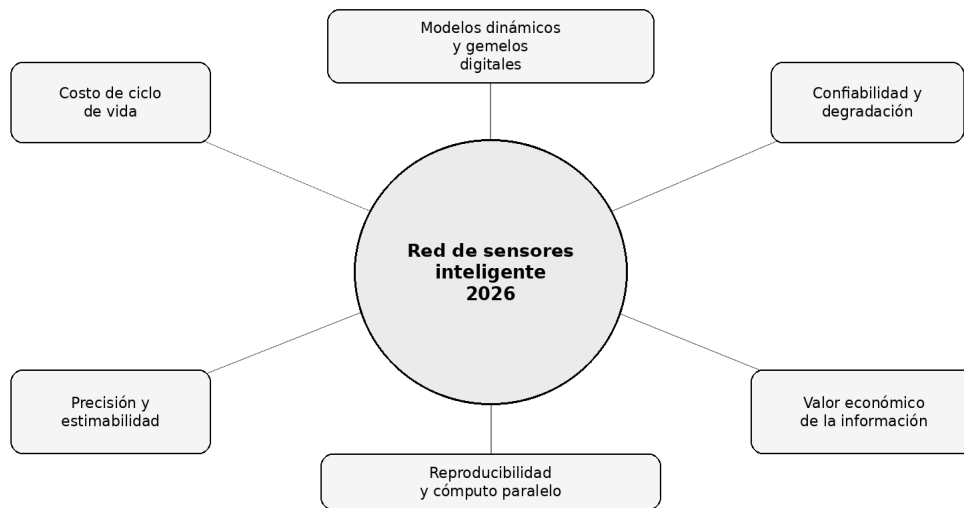 Modelos dinámicos
y gemelos
digitales
Costo de ciclo
de vida
Confiabilidad y
degradación
Red de sensores
inteligente
2026
Precisión y
estimabilidad
Valor económico
de la información
Reproducibilidad
y cómputo paralelo